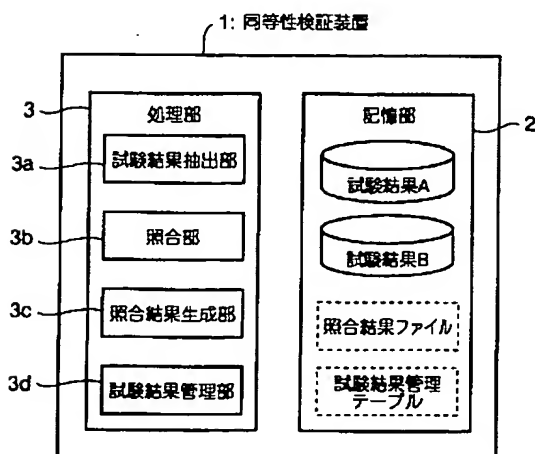 1: 同等性検証装置
3
処理部
3a
試験結果抽出部
3b
照合部
3c
照合結果生成部
3d
試験結果管理部
記憶部
2
試験結果A
試験結果B
照合結果ファイル
試験結果管理
テーブル